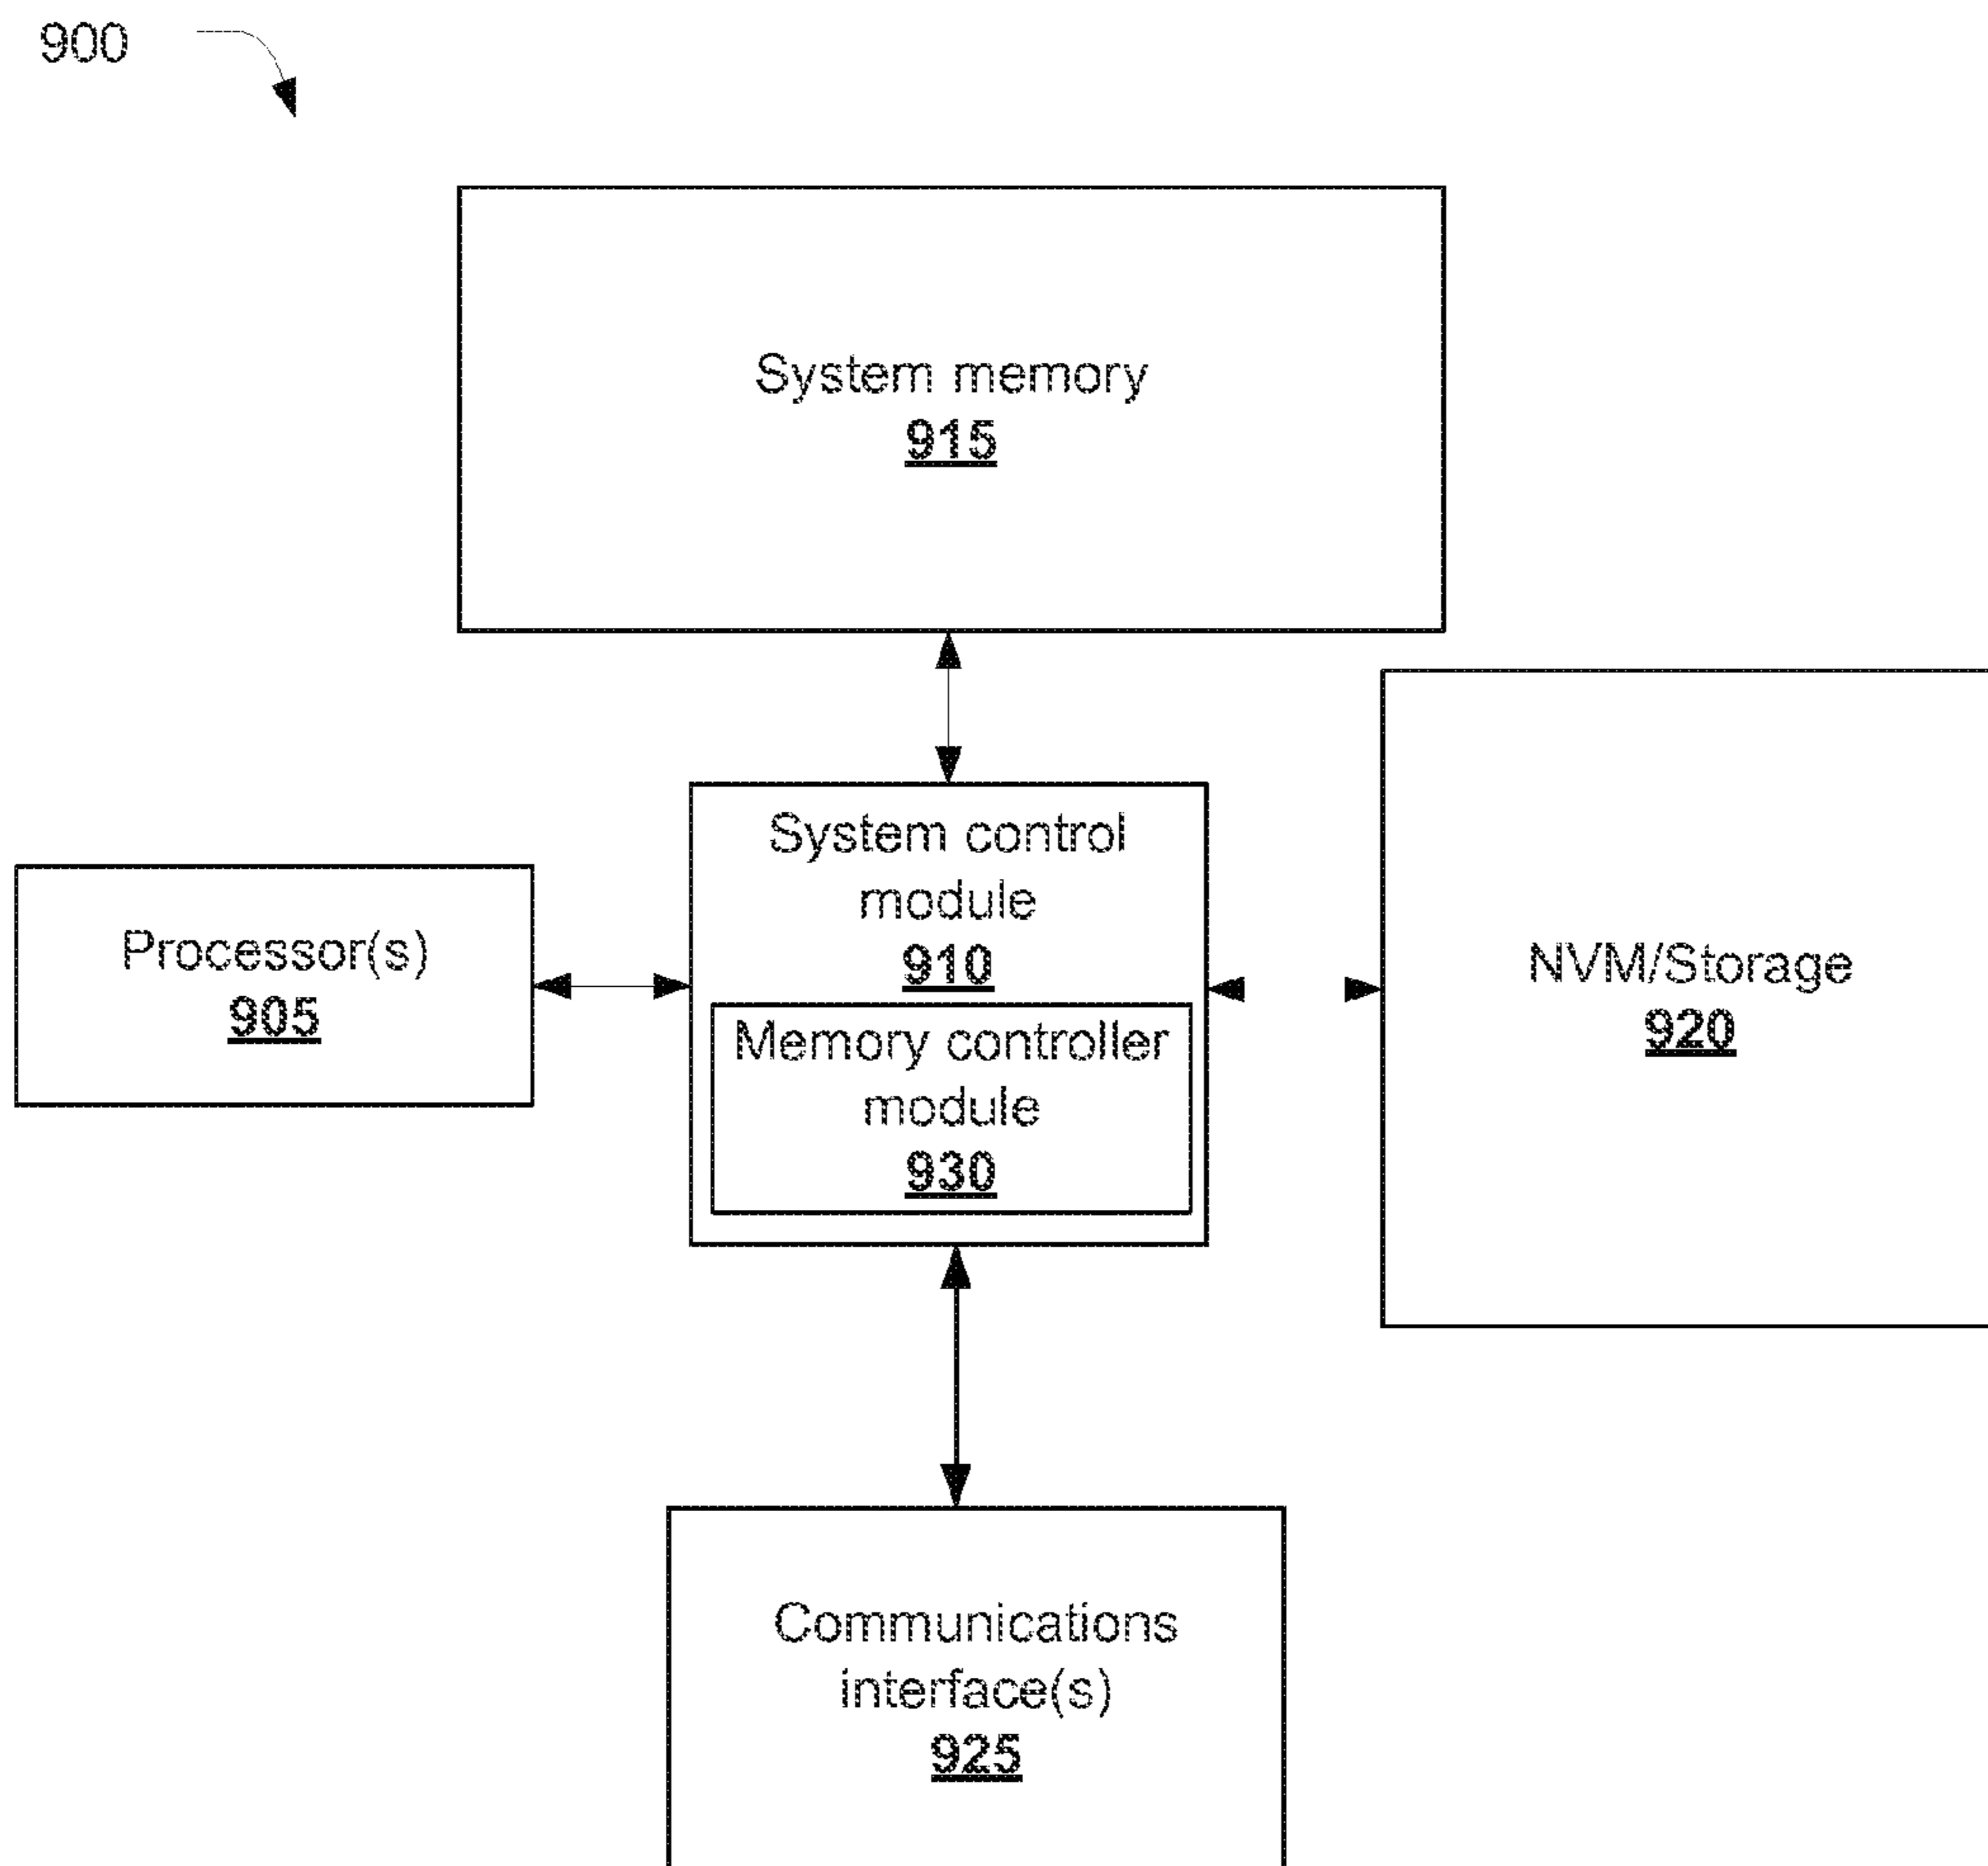 900
System memory
915
System control
module
910
Processor(s)
905
Memory controller
module
930
NVM/Storage
920
Communications
interface(s)
925